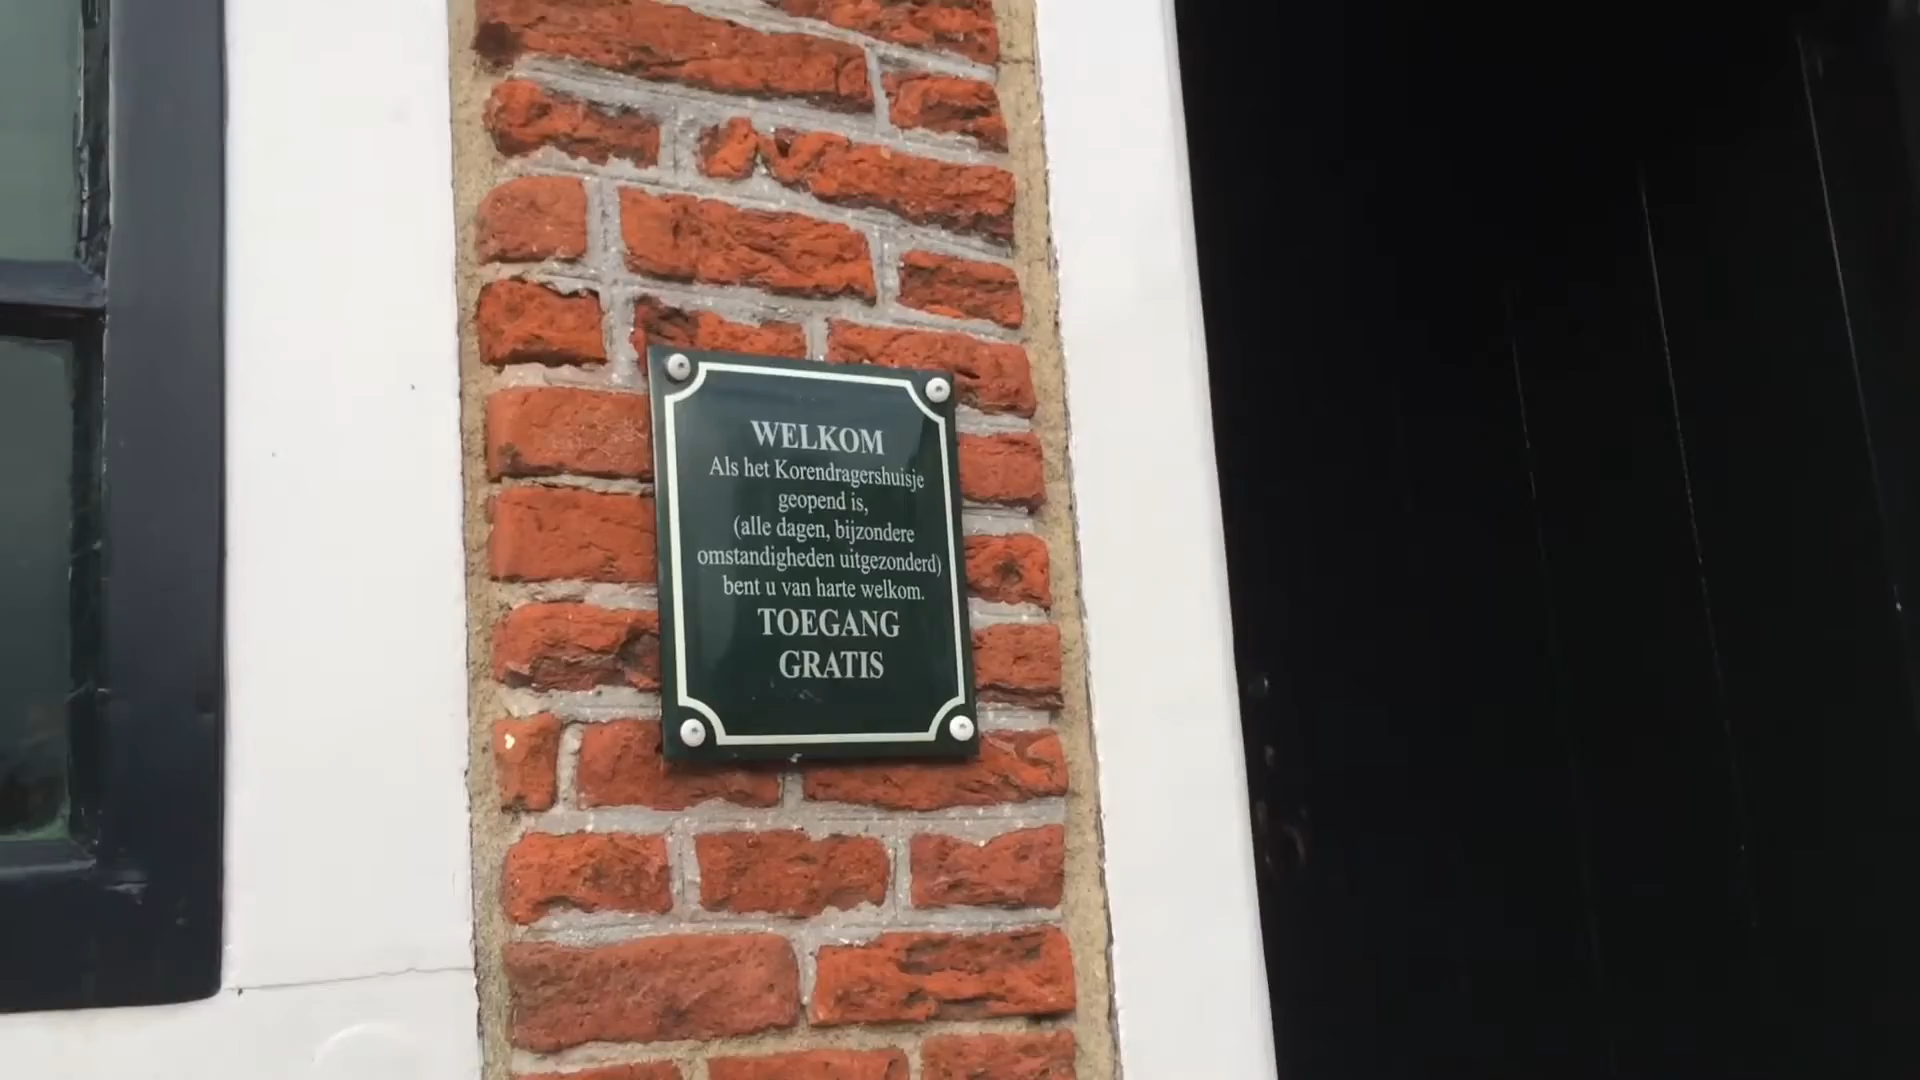 WELKOM
Als het Korendragershuisje
geopend is,
(alle dagen, bijzondere
omstandigheden uitgezonderd)
bent u van harte welkom.
TOEGANG
GRATIS